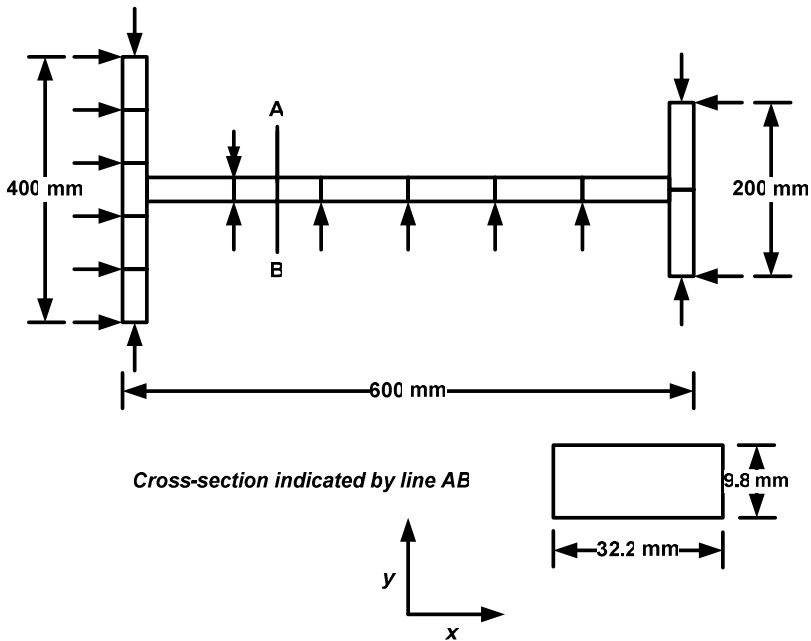 A
400 mm
200 mm
B
600 mm
Cross-section indicated by line AB
9.8 mm
32.2 mm
y
x